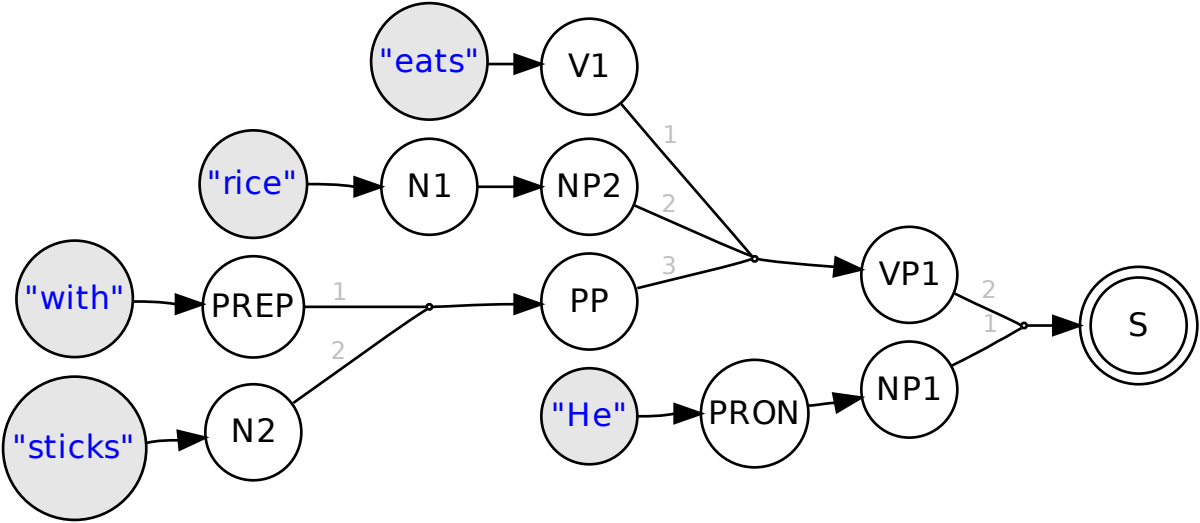 "eats"
V1
1
"rice"
N1
NP2
2
3
"with"
PREP
1
2
PP
VP1
2
1
S
"He"
PRON
NP1
"sticks"
N2